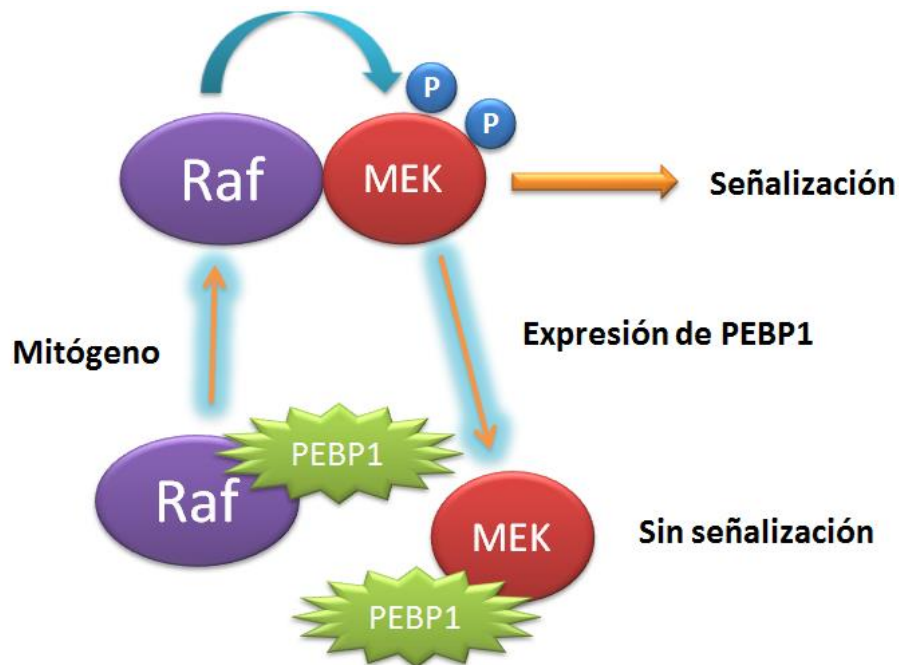 P
P
Raf
MEK
Señalización
Mitógeno
Expresión de PEBP1
PEBP1
Raf
MEK
Sin señalización
PEBP1